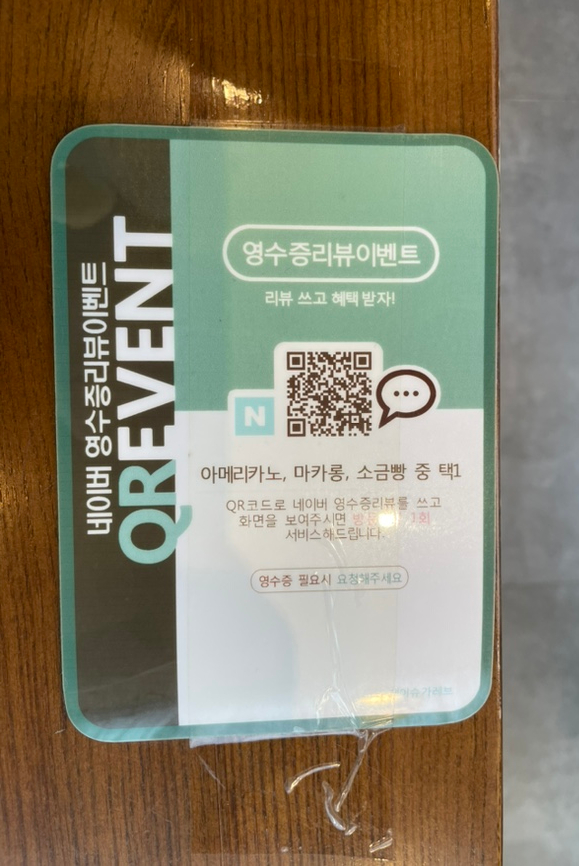 네이버 영수증리뷰이벤트
QREVENT
영수증리뷰이벤트
리뷰 쓰고 혜택 받자!
N
아메리카노, 마카롱, 소금빵 중 택1
QR코드로 네이버 영수증리뷰를 쓰고
화면을 보여주시면 1회
서비스해드립니다.
영수증 필요시 요청해주세요